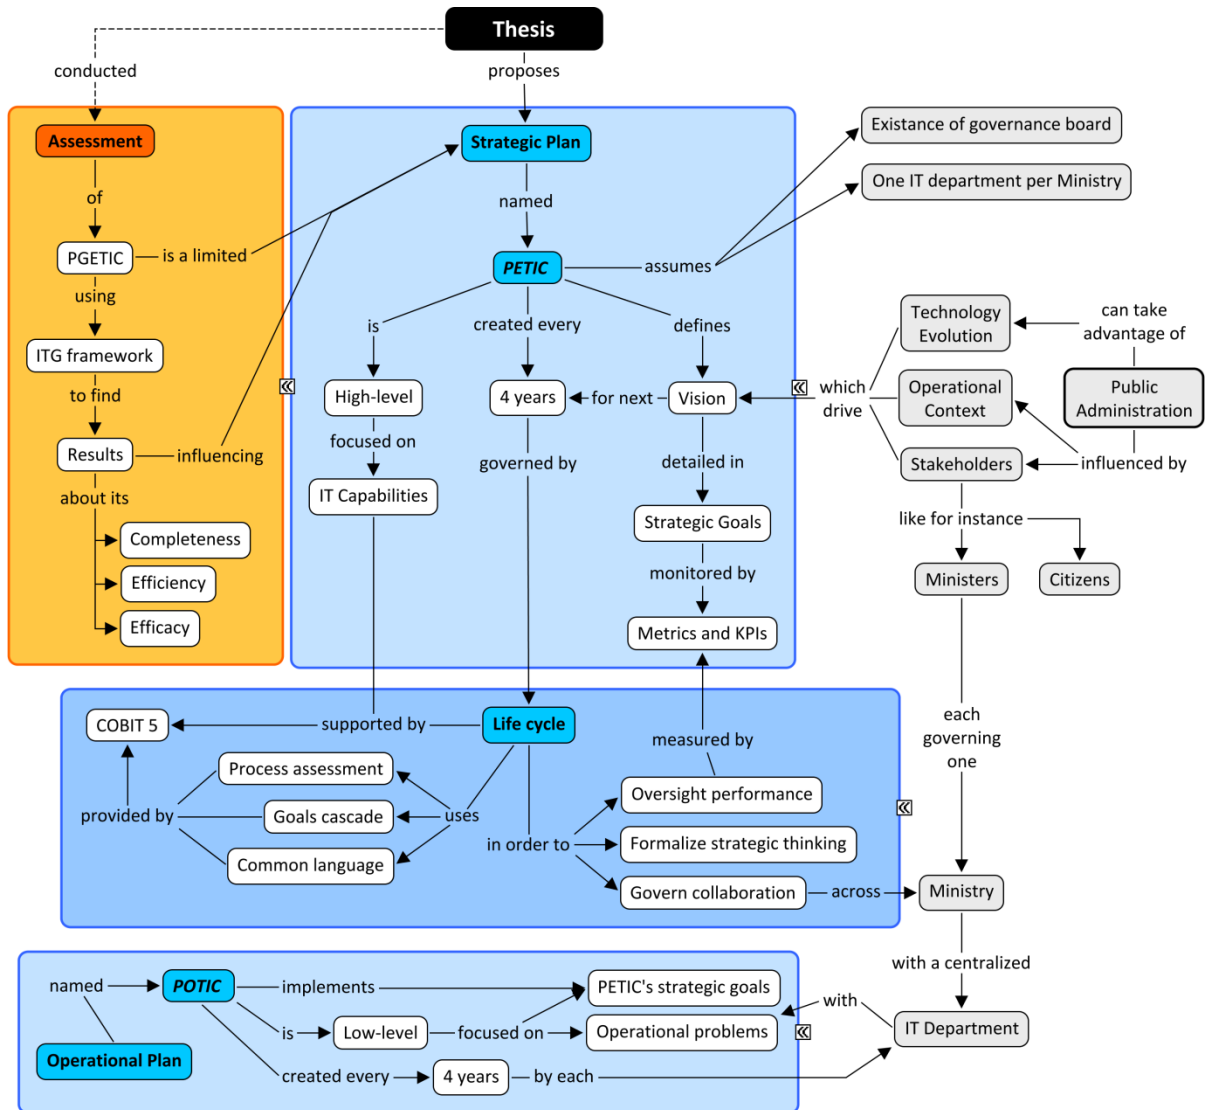 Thesis
conducted
proposes
Assessment
of
PGETIC
is a limited
using
ITG framework
to find
Results
influencing
about its
Completeness
Efficiency
Efficacy
Strategic Plan
named
PETIC
assumes
Existance of governance board
One IT department per Ministry
is
created every
defines
High-level
4 years
for next
Vision
focused on
governed by
detailed in
IT Capabilities
Strategic Goals
monitored by
Metrics and KPIs
which
drive
Technology
Evolution
can take
advantage of
Operational
Context
Public
Administration
Stakeholders
influenced by
like for instance
Ministers
Citizens
each
governing
one
COBIT 5
supported by
Life cycle
measured by
Process assessment
provided by
Goals cascade
uses
Common language
in order to
Oversight performance
Formalize strategic thinking
Govern collaboration
across
Ministry
with a centralized
IT Department
with
named
POTIC
implements
PETIC's strategic goals
is
Low-level
focused on
Operational problems
Operational Plan
created every
4 years
by each